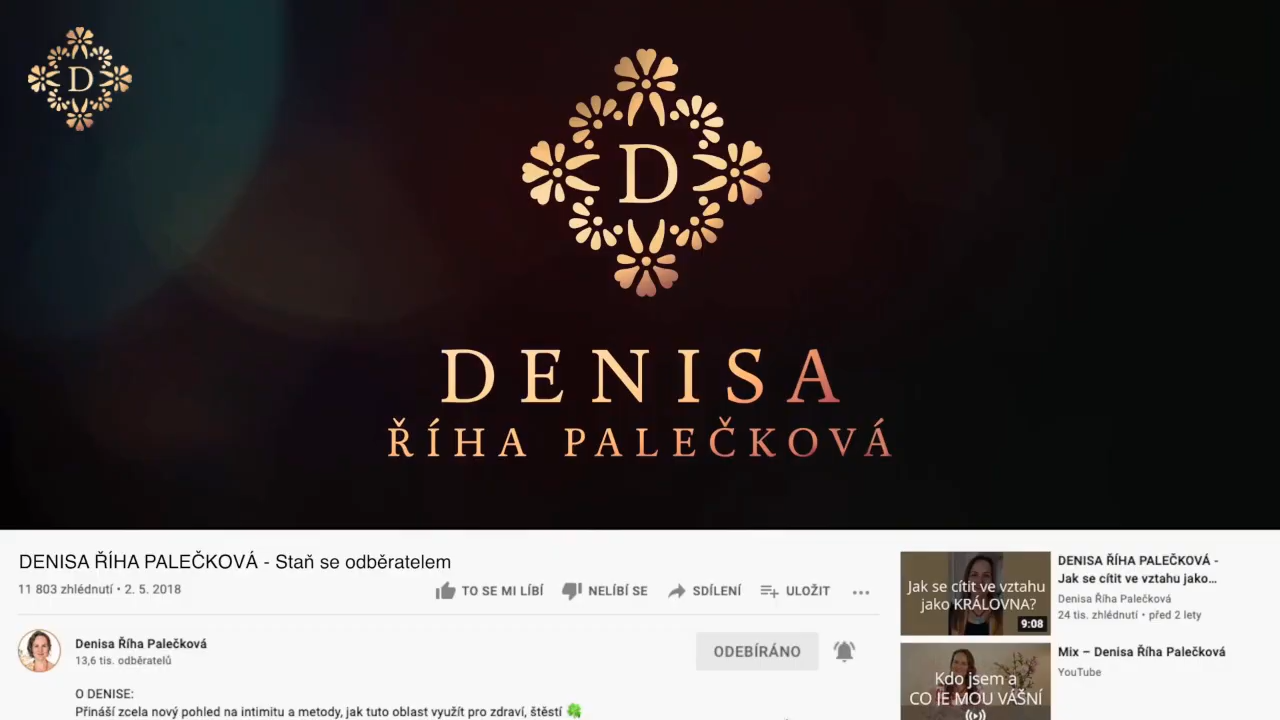 D
D
DENISA
ŘÍHA PALEČKOVÁ
DENISA ŘÍHA PALEČKOVÁ - Staň se odběratelem
11 803 zhlédnutí • 2. 5. 2018
TO SE MI LÍBÍ
NELÍBÍ SE
SDÍLENÍ
ULOŽIT
Denisa Říha Palečková
13,6 tis. odběratelů
ODEBÍRÁNO
O DENISE:
Přináší zcela nový pohled na intimitu a metody, jak tuto oblast využít pro zdraví, štěstí
Jak se cítit ve vztahu
jako KRÁLOVNA?
9:08
DENISA ŘÍHA PALEČKOVÁ -
Jak se cítit ve vztahu jako…
Denisa Říha Palečková
24 tis. zhlédnutí • před 2 lety
Kdo jsem a
CO JE MOU VÁŠNÍ
Mix – Denisa Říha Palečková
YouTube